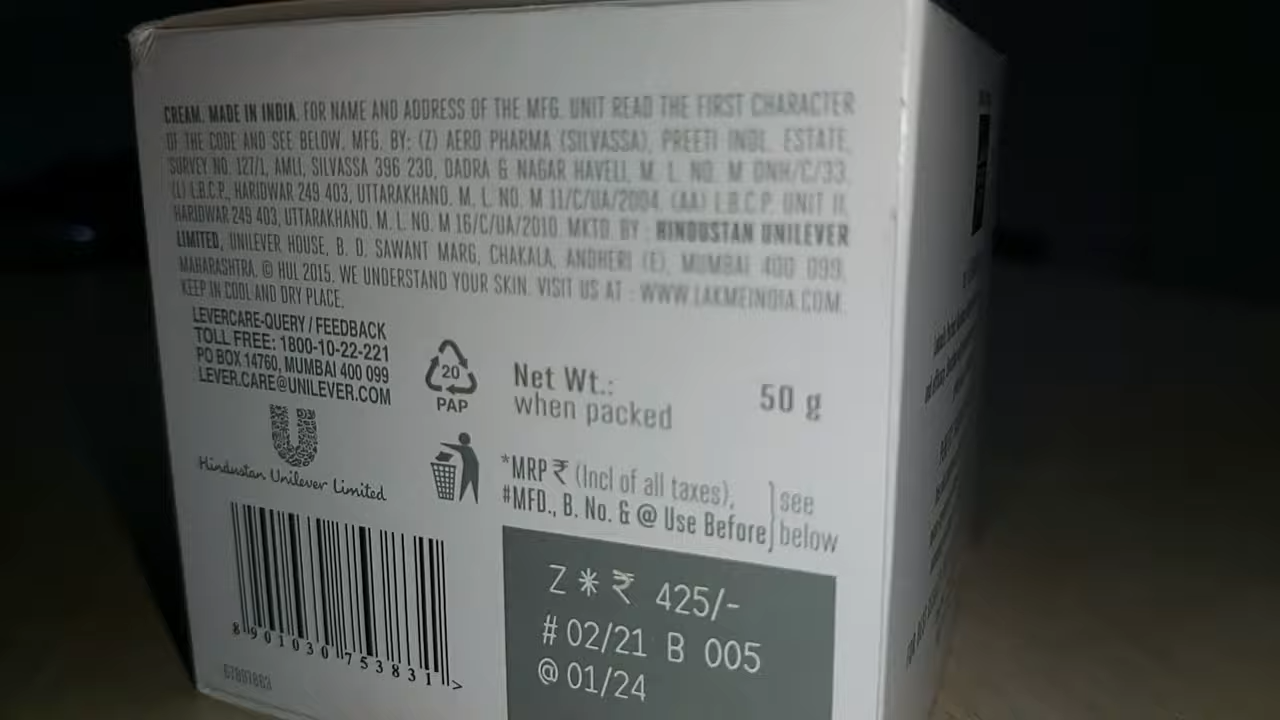 CREAM. MADE IN INDIA. FOR NAME AND ADDRESS OF THE MFG. UNIT READ THE FIRST CHARACTER
OF THE CODE AND SEE BELOW. MFG. BY: (Z) AERO PHARMA (SILVASSA), PREETI INDL. ESTATE,
SURVEY NO. 127/1, AMLI, SILVASSA 396 230, DADRA & NAGAR HAVELI. M. L. NO. M DNH/C/33,
(L) L.B.C.P., HARIDWAR 249 403, UTTARAKHAND. M. L. NO. M 11/C/UA/2004, (AA) L.B.C.P. UNIT II,
HARIDWAR 249 403, UTTARAKHAND. M. L. NO. M 16/C/UA/2010. MKTD. BY : HINDUSTAN UNILEVER
LIMITED, UNILEVER HOUSE, B. D. SAWANT MARG, CHAKALA, ANDHERI (E), MUMBAI 400 099,
MAHARASHTRA. © HUL 2015. WE UNDERSTAND YOUR SKIN. VISIT US AT : WWW.LAKMEINDIA.COM.
KEEP IN COOL AND DRY PLACE.
LEVERCARE-QUERY / FEEDBACK
TOLL FREE: 1800-10-22-221
PO BOX 14760, MUMBAI 400 099
LEVER.CARE@UNILEVER.COM
20
PAP
Net Wt.: 50 g
when packed
Hindustan Unilever Limited
*MRP ₹ (Incl of all taxes),
#MFD., B. No. & @ Use Before
see
below
Z * ₹ 425/-
# 02/21 B 005
@ 01/24
8 901030 753831 >